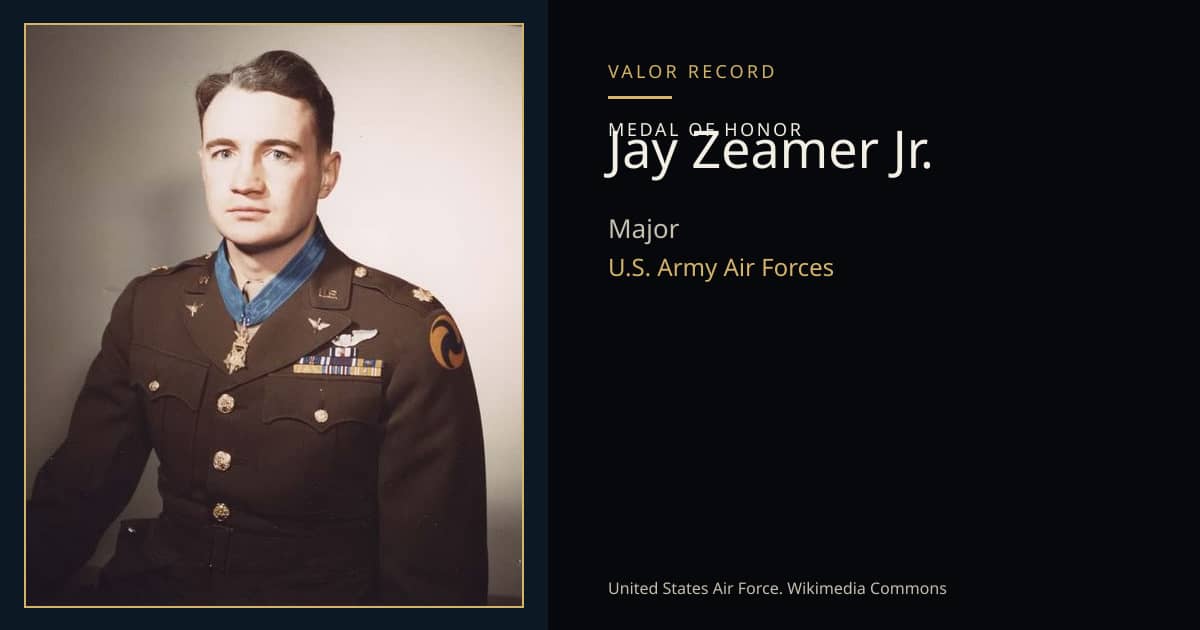 VALOR RECORD
MEDAL OF HONOR
Jay Zeamer Jr.
Major
U.S. Army Air Forces
U.S.
United States Air Force. Wikimedia Commons